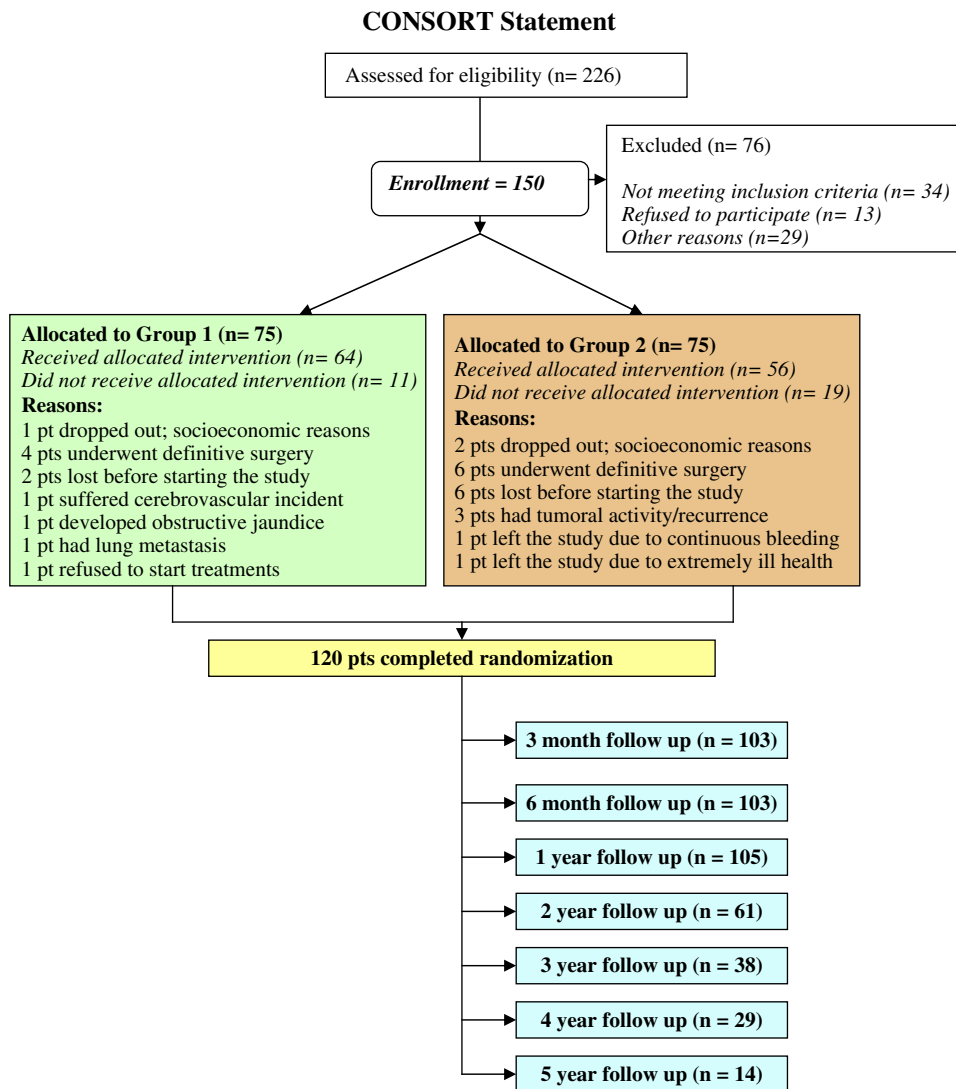 CONSORT Statement
Assessed for eligibility (n= 226)
Excluded (n= 76)
Not meeting inclusion criteria (n= 34)
Refused to participate (n= 13)
Other reasons (n=29)
Enrollment = 150
Allocated to Group 1 (n= 75)
Received allocated intervention (n= 64)
Did not receive allocated intervention (n= 11)
Reasons:
1 pt dropped out; socioeconomic reasons
4 pts underwent definitive surgery
2 pts lost before starting the study
1 pt suffered cerebrovascular incident
1 pt developed obstructive jaundice
1 pt had lung metastasis
1 pt refused to start treatments
Allocated to Group 2 (n= 75)
Received allocated intervention (n= 56)
Did not receive allocated intervention (n= 19)
Reasons:
2 pts dropped out; socioeconomic reasons
6 pts underwent definitive surgery
6 pts lost before starting the study
3 pts had tumoral activity/recurrence
1 pt left the study due to continuous bleeding
1 pt left the study due to extremely ill health
120 pts completed randomization
3 month follow up (n = 103)
6 month follow up (n = 103)
1 year follow up (n = 105)
2 year follow up (n = 61)
3 year follow up (n = 38)
4 year follow up (n = 29)
5 year follow up (n = 14)